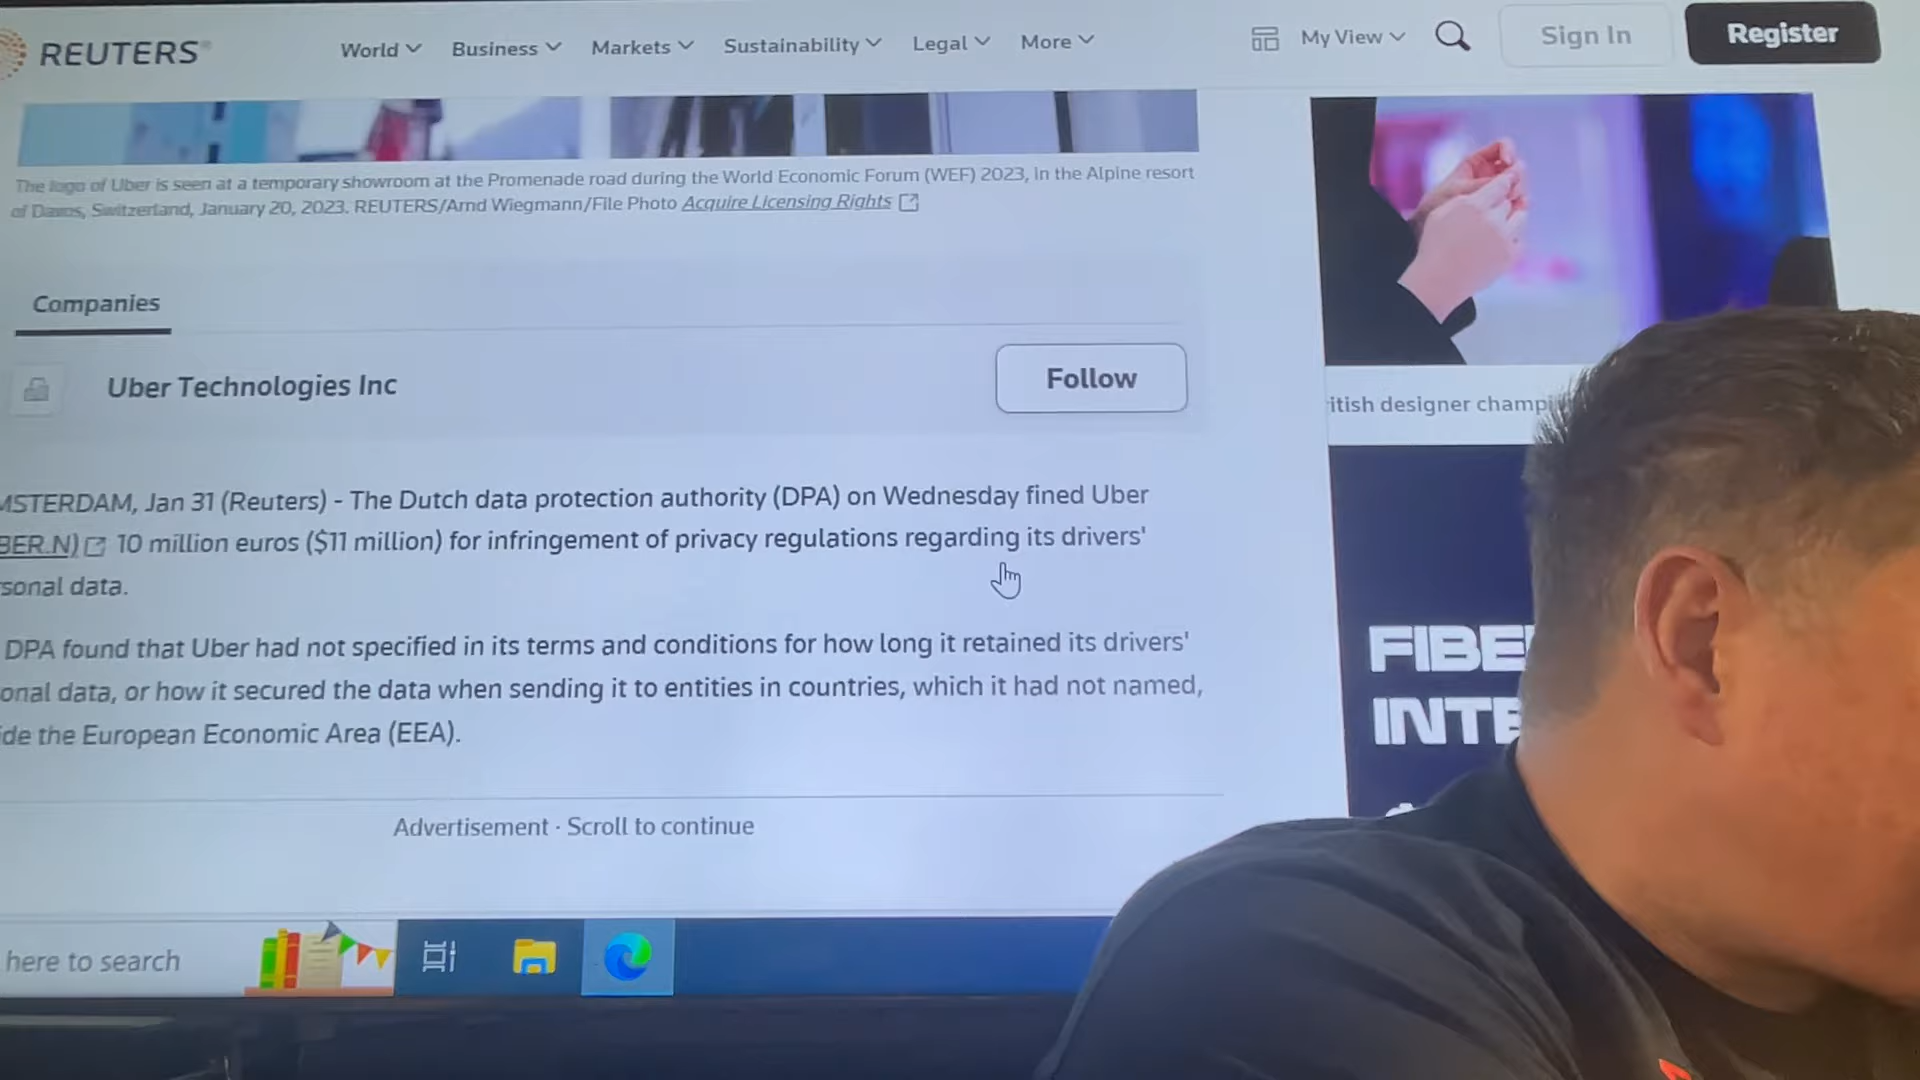 REUTERS
World
Business
Markets
Sustainability
Legal
More
My View
Sign In
Register
The logo of Uber is seen at a temporary showroom at the Promenade road during the World Economic Forum (WEF) 2023, in the Alpine resort
of Davos, Switzerland, January 20, 2023. REUTERS/Arnd Wiegmann/File Photo Acquire Licensing Rights
Companies
Uber Technologies Inc
Follow
MSTERDAM, Jan 31 (Reuters) - The Dutch data protection authority (DPA) on Wednesday fined Uber
BER.N) 10 million euros ($11 million) for infringement of privacy regulations regarding its drivers'
sonal data.
DPA found that Uber had not specified in its terms and conditions for how long it retained its drivers'
onal data, or how it secured the data when sending it to entities in countries, which it had not named,
ide the European Economic Area (EEA).
Advertisement · Scroll to continue
itish designer champi
FIBE
INTE
here to search